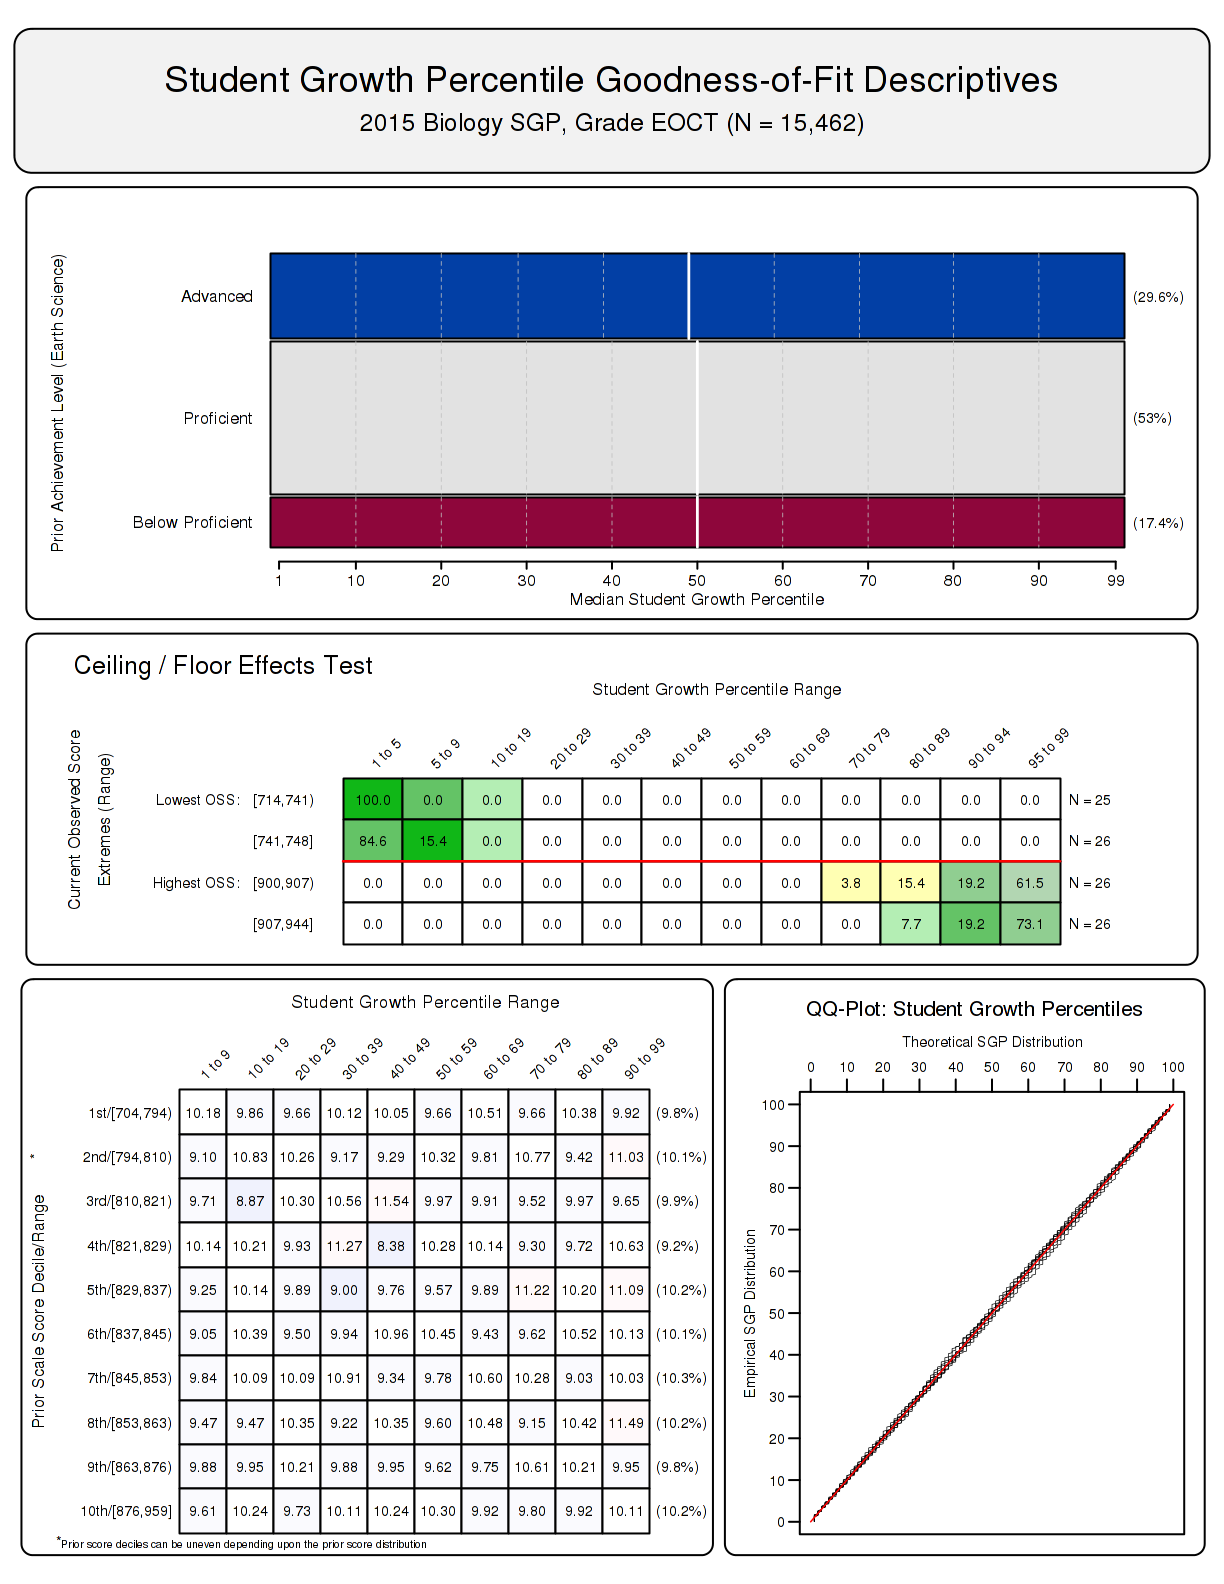 Student Growth Percentile Goodness-of-Fit Descriptives
2015 Biology SGP, Grade EOCT (N = 15,462)
Prior Achievement Level (Earth Science)
Advanced
(29.6%)
Proficient
(53%)
Below Proficient
(17.4%)
1 10 20 30 40 50 60 70 80 90 99
Median Student Growth Percentile
Ceiling / Floor Effects Test
Student Growth Percentile Range
Current Observed Score
Extremes (Range)
1 to 5 5 to 9 10 to 19 20 to 29 30 to 39 40 to 49 50 to 59 60 to 69 70 to 79 80 to 89 90 to 94 95 to 99
Lowest OSS: [714,741) 100.0 0.0 0.0 0.0 0.0 0.0 0.0 0.0 0.0 0.0 0.0 0.0 N = 25
[741,748] 84.6 15.4 0.0 0.0 0.0 0.0 0.0 0.0 0.0 0.0 0.0 0.0 N = 26
Highest OSS: [900,907) 0.0 0.0 0.0 0.0 0.0 0.0 0.0 0.0 3.8 15.4 19.2 61.5 N = 26
[907,944] 0.0 0.0 0.0 0.0 0.0 0.0 0.0 0.0 0.0 7.7 19.2 73.1 N = 26
Student Growth Percentile Range
Prior Scale Score Decile/Range *
1 to 9 10 to 19 20 to 29 30 to 39 40 to 49 50 to 59 60 to 69 70 to 79 80 to 89 90 to 99
1st/[704,794) 10.18 9.86 9.66 10.12 10.05 9.66 10.51 9.66 10.38 9.92 (9.8%)
2nd/[794,810) 9.10 10.83 10.26 9.17 9.29 10.32 9.81 10.77 9.42 11.03 (10.1%)
3rd/[810,821) 9.71 8.87 10.30 10.56 11.54 9.97 9.91 9.52 9.97 9.65 (9.9%)
4th/[821,829) 10.14 10.21 9.93 11.27 8.38 10.28 10.14 9.30 9.72 10.63 (9.2%)
5th/[829,837) 9.25 10.14 9.89 9.00 9.76 9.57 9.89 11.22 10.20 11.09 (10.2%)
6th/[837,845) 9.05 10.39 9.50 9.94 10.96 10.45 9.43 9.62 10.52 10.13 (10.1%)
7th/[845,853) 9.84 10.09 10.09 10.91 9.34 9.78 10.60 10.28 9.03 10.03 (10.3%)
8th/[853,863) 9.47 9.47 10.35 9.22 10.35 9.60 10.48 9.15 10.42 11.49 (10.2%)
9th/[863,876) 9.88 9.95 10.21 9.88 9.95 9.62 9.75 10.61 10.21 9.95 (9.8%)
10th/[876,959] 9.61 10.24 9.73 10.11 10.24 10.30 9.92 9.80 9.92 10.11 (10.2%)
*Prior score deciles can be uneven depending upon the prior score distribution
QQ-Plot: Student Growth Percentiles
Theoretical SGP Distribution
0 10 20 30 40 50 60 70 80 90 100
Empirical SGP Distribution
100
90
80
70
60
50
40
30
20
10
0